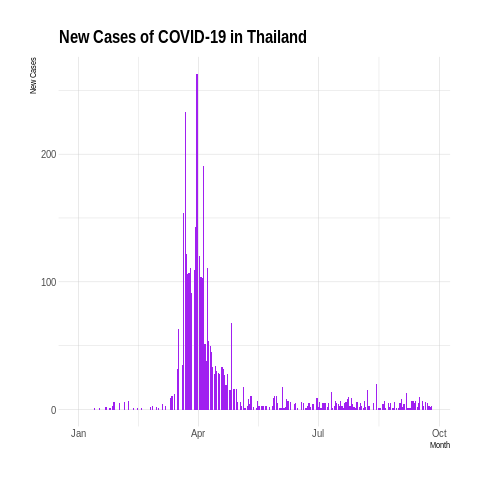 New Cases of COVID-19 in Thailand
New Cases
200
100
0
Jan Apr Jul Oct
Month